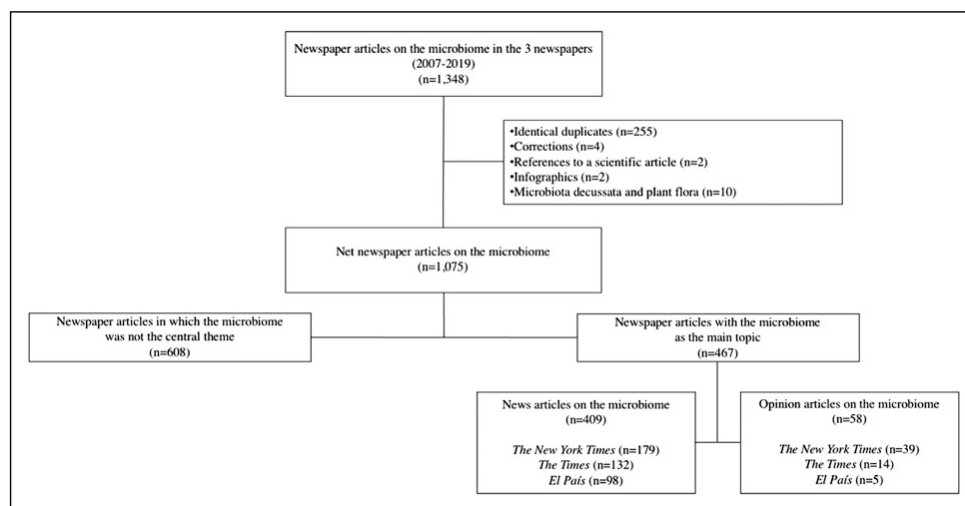 Newspaper articles on the microbiome in the 3 newspapers
(2007-2019)
(n=1,348)
•Identical duplicates (n=255)
•Corrections (n=4)
•References to a scientific article (n=2)
•Infographics (n=2)
•Microbiota decussata and plant flora (n=10)
Net newspaper articles on the microbiome
(n=1,075)
Newspaper articles in which the microbiome
was not the central theme
(n=608)
Newspaper articles with the microbiome
as the main topic
(n=467)
News articles on the microbiome
(n=409)
The New York Times (n=179)
The Times (n=132)
El País (n=98)
Opinion articles on the microbiome
(n=58)
The New York Times (n=39)
The Times (n=14)
El País (n=5)